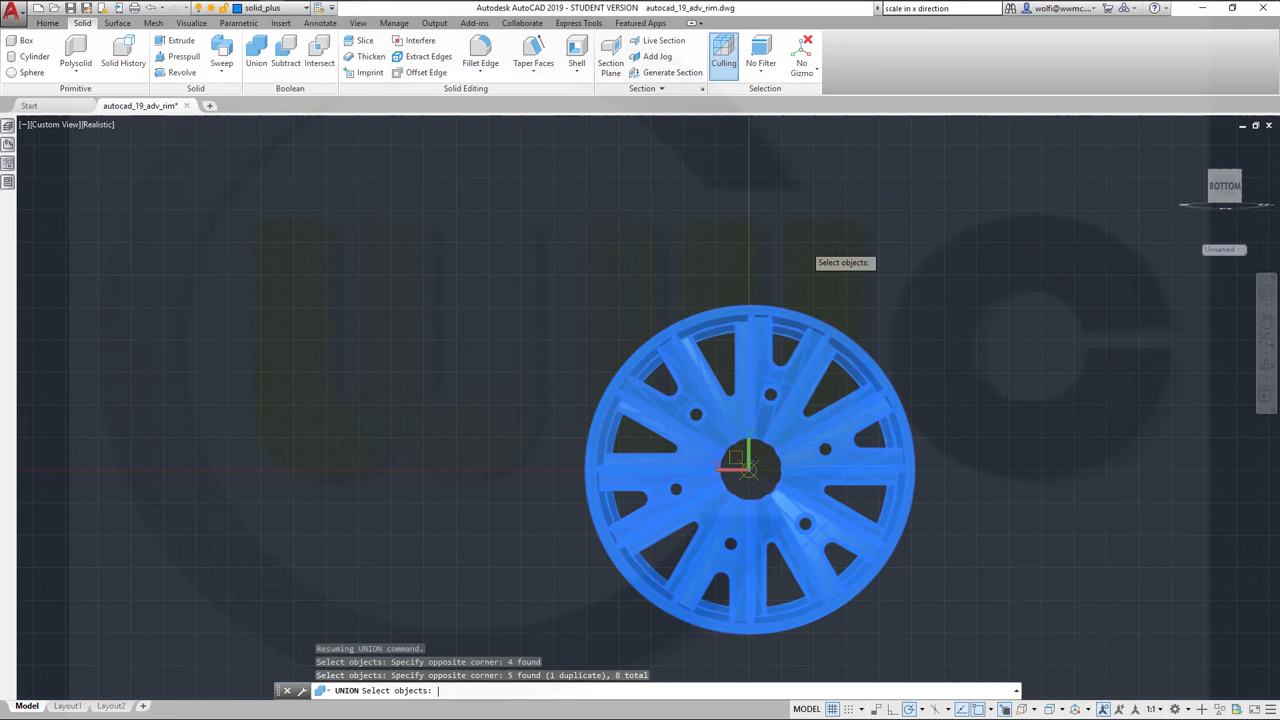 solid_plus
Autodesk AutoCAD 2019 - STUDENT VERSION autocad_19_adv_rim.dwg
scale in x direction
wolfi@wwmc...
Home Solid Surface Mesh Visualize Parametric Insert Annotate View Manage Output Add-ins Collaborate Express Tools Featured Apps
Box
Cylinder
Sphere
Polysolid
Solid History
Primitive
Extrude
Presspull
Revolve
Sweep
Solid
Union
Subtract
Intersect
Boolean
Slice
Thicken
Imprint
Interfere
Extract Edges
Offset Edge
Fillet Edge
Taper Faces
Shell
Solid Editing
Section
Plane
Live Section
Add Jog
Generate Section
Section
Culling
No Filter
No
Gizmo
Selection
Start
autocad_19_adv_rim*
[−][Custom View][Realistic]
BOTTOM
Unnamed
Select objects:
Resuming UNION command.
Select objects: Specify opposite corner: 4 found
Select objects: Specify opposite corner: 5 found (1 duplicate), 8 total
UNION Select objects:
Model Layout1 Layout2
MODEL
1:1